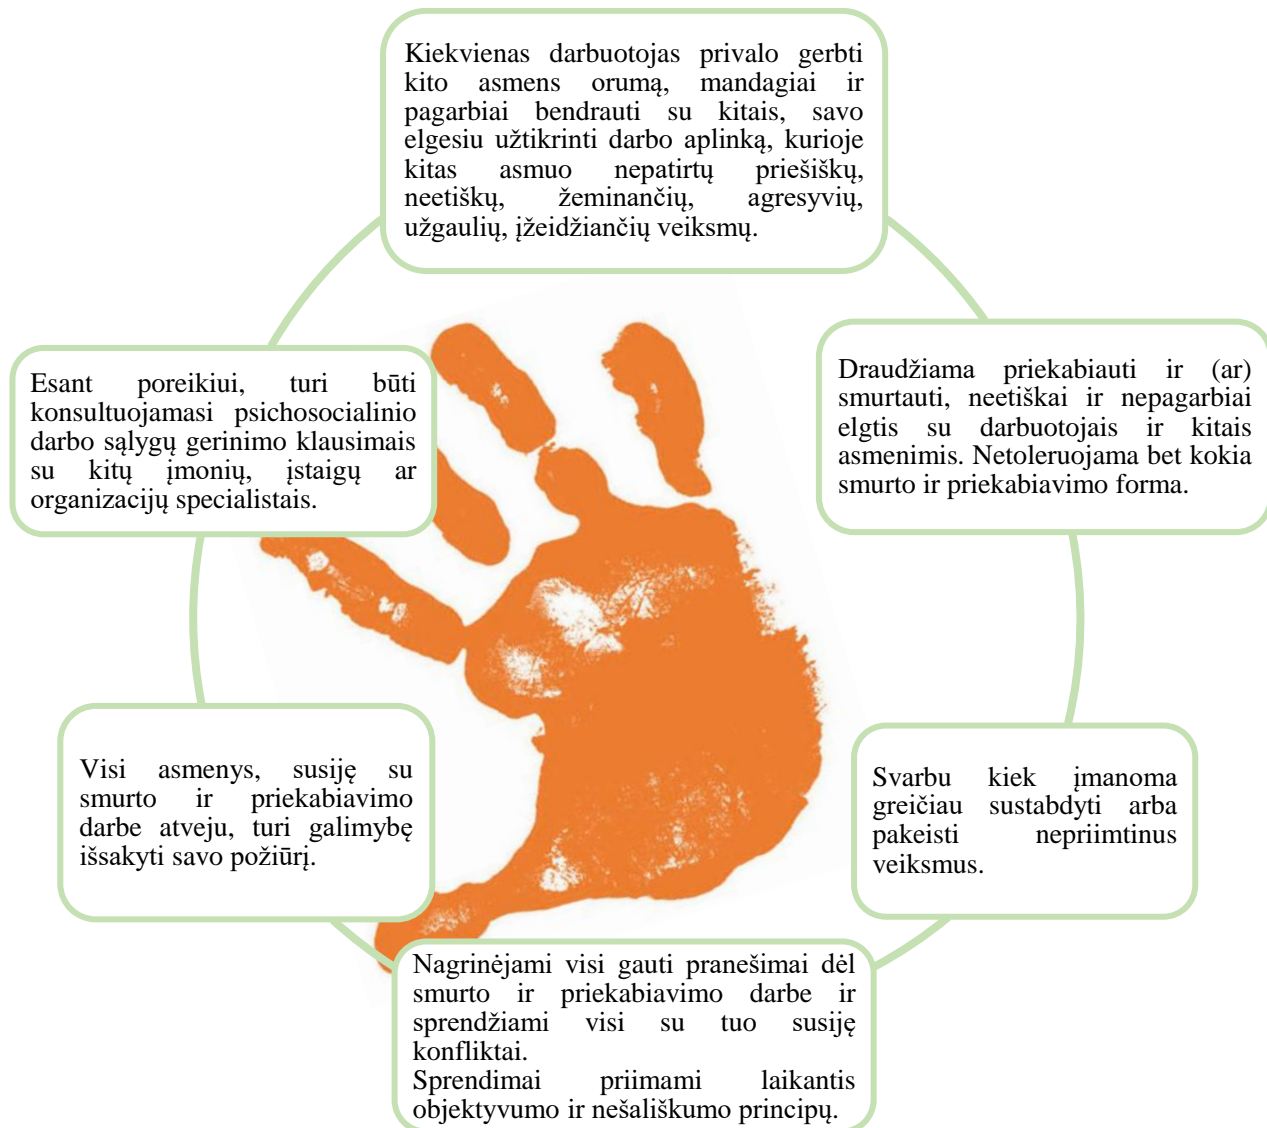 Kiekvienas darbuotojas privalo gerbti
kito asmens orumą, mandagiai ir
pagarbiai bendrauti su kitais, savo
elgesiu užtikrinti darbo aplinką, kurioje
kitas asmuo nepatirtų priešiškų,
neetiškų, žeminančių, agresyvių,
užgaulių, įžeidžiančių veiksmų.
Draudžiama priekabiauti ir (ar)
smurtauti, neetiškai ir nepagarbiai
elgtis su darbuotojais ir kitais
asmenimis. Netoleruojama bet kokia
smurto ir priekabiavimo forma.
Svarbu kiek įmanoma
greičiau sustabdyti arba
pakeisti nepriimtinus
veiksmus.
Nagrinėjami visi gauti pranešimai dėl
smurto ir priekabiavimo darbe ir
sprendžiami visi su tuo susiję
konfliktai.
Sprendimai priimami laikantis
objektyvumo ir nešališkumo principų.
Visi asmenys, susiję su
smurto ir priekabiavimo
darbe atveju, turi galimybę
išsakyti savo požiūrį.
Esant poreikiui, turi būti
konsultuojamasi psichosocialinio
darbo sąlygų gerinimo klausimais
su kitų įmonių, įstaigų ar
organizacijų specialistais.